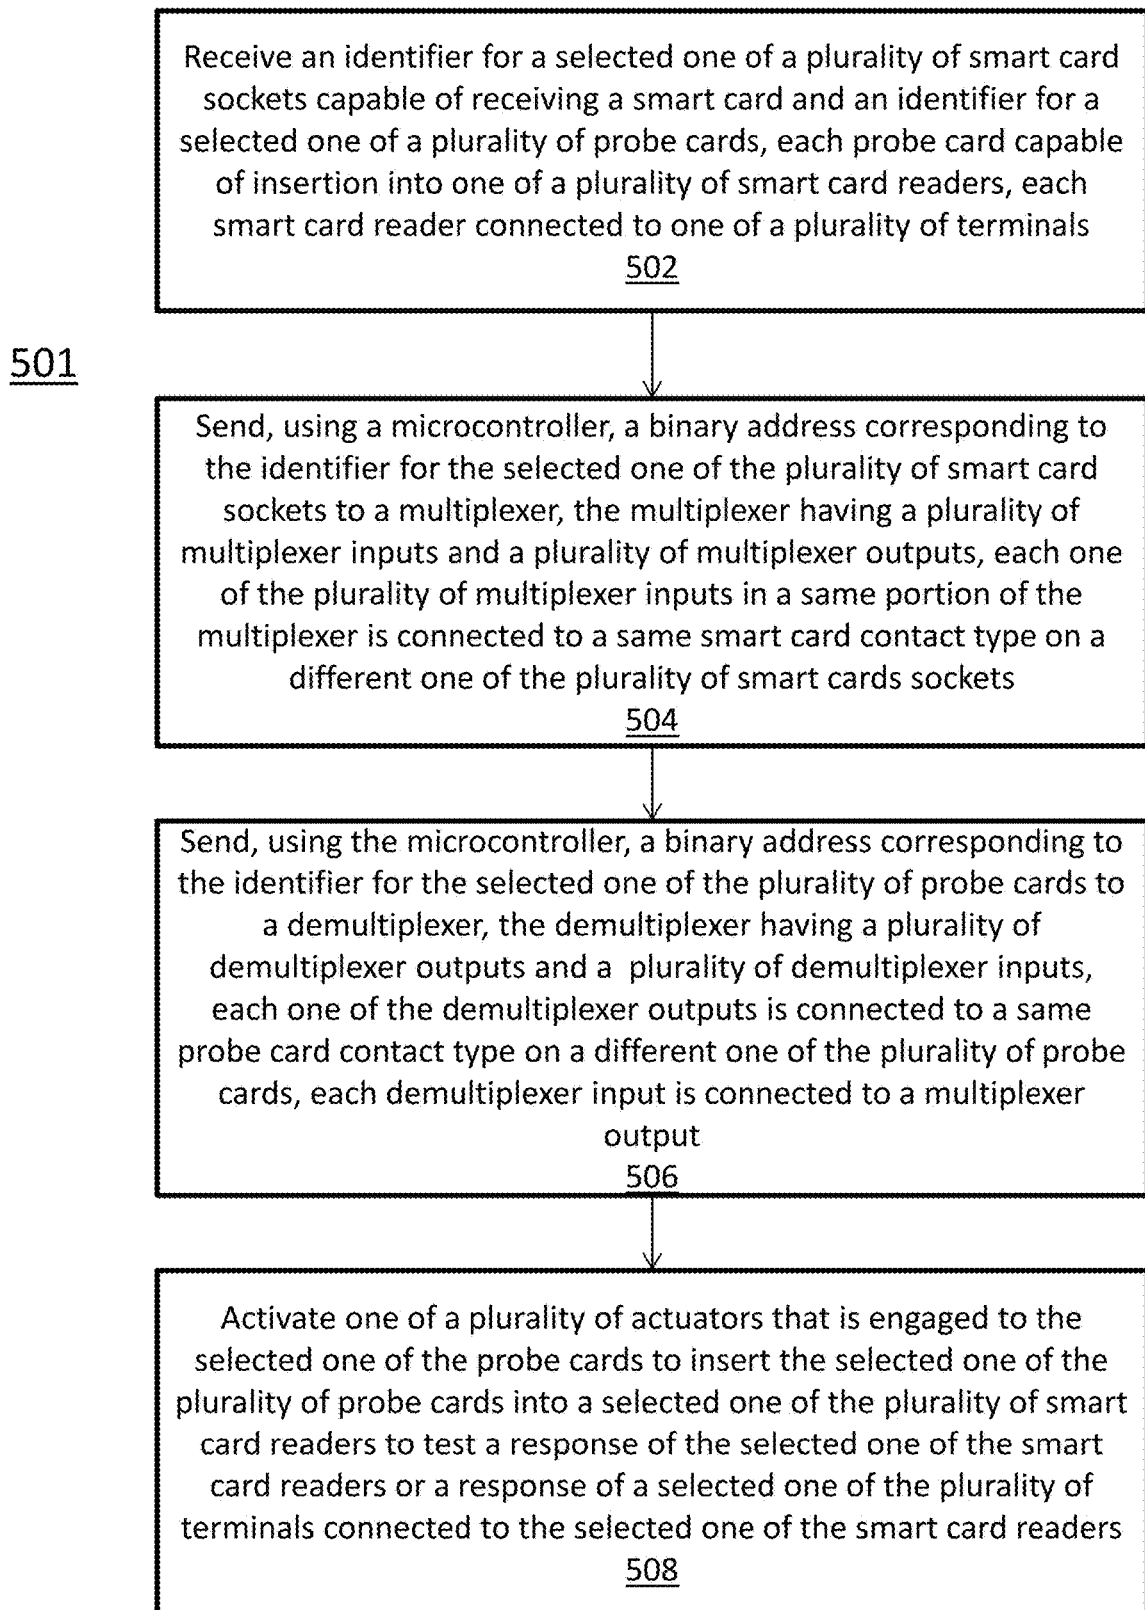 Receive an identifier for a selected one of a plurality of smart card
sockets capable of receiving a smart card and an identifier for a
selected one of a plurality of probe cards, each probe card capable
of insertion into one of a plurality of smart card readers, each
smart card reader connected to one of a plurality of terminals
502
501
Send, using a microcontroller, a binary address corresponding to
the identifier for the selected one of the plurality of smart card
sockets to a multiplexer, the multiplexer having a plurality of
multiplexer inputs and a plurality of multiplexer outputs, each one
of the plurality of multiplexer inputs in a same portion of the
multiplexer is connected to a same smart card contact type on a
different one of the plurality of smart cards sockets
504
Send, using the microcontroller, a binary address corresponding to
the identifier for the selected one of the plurality of probe cards to
a demultiplexer, the demultiplexer having a plurality of
demultiplexer outputs and a plurality of demultiplexer inputs,
each one of the demultiplexer outputs is connected to a same
probe card contact type on a different one of the plurality of probe
cards, each demultiplexer input is connected to a multiplexer
output
506
Activate one of a plurality of actuators that is engaged to the
selected one of the probe cards to insert the selected one of the
plurality of probe cards into a selected one of the plurality of smart
card readers to test a response of the selected one of the smart
card readers or a response of a selected one of the plurality of
terminals connected to the selected one of the smart card readers
508